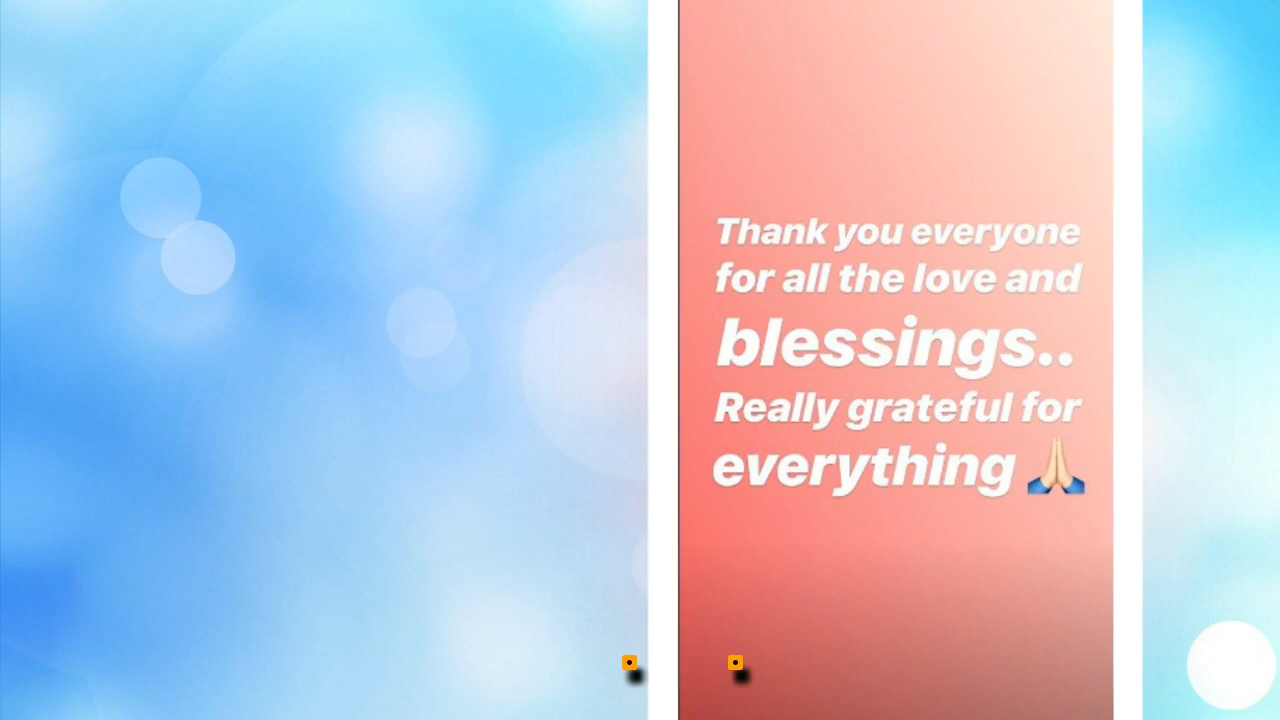 Thank you everyone
for all the love and
blessings..
Really grateful for
everything 🙏🏼